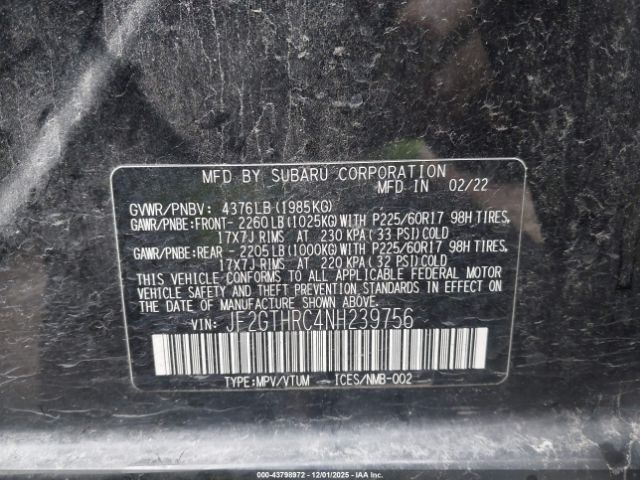 MFD BY SUBARU CORPORATION
MFD IN 02/22
GVWR/PNBV: 4376LB(1985KG)
GAWR/PNBE:FRONT-2260LB(1025KG)WITH P225/60R17 98H TIRES,
17X7J RIMS AT 230 KPA(33 PSI)COLD
GAWR/PNBE:REAR -2205LB(1000KG)WITH P225/60R17 98H TIRES,
17X7J RIMS AT 220 KPA(32 PSI)COLD
THIS VEHICLE CONFORMS TO ALL APPLICABLE FEDERAL MOTOR
VEHICLE SAFETY AND THEFT PREVENTION STANDARDS IN EFFECT ON
THE DATE OF MANUFACTURE SHOWN ABOVE.
VIN: JF2GTHRC4NH239756
TYPE:MPV/VTUM ICES/NMB-002
000-43798972 12/01/2025 IAA Inc.